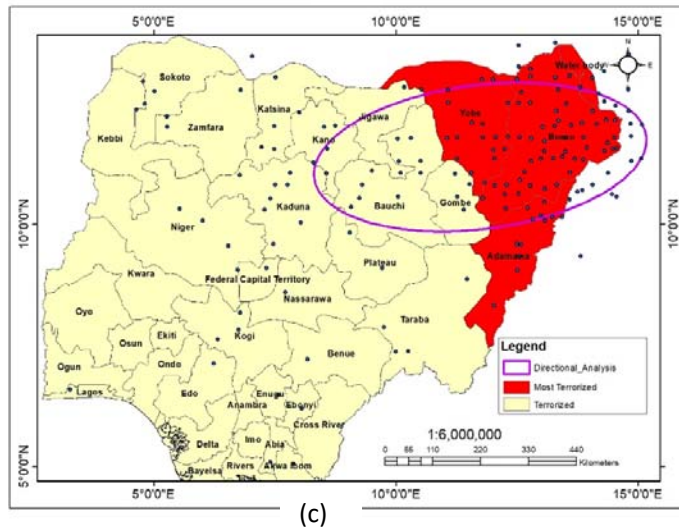 5°0'0"E 10°0'0"E 15°0'0"E
N
W E
Sokoto
Water body
Katsina
Jigawa
Yobe
Kebbi
Zamfara
Kano
Borno
10°0'0"N
Kaduna
Bauchi
Gombe
10°0'0"N
Niger
Adamawa
Kwara
Federal Capital Territory
Plateau
Nassarawa
Oyo
Taraba
Osun
Ekiti
Kogi
Benue
Ogun
Ondo
Lagos
Edo
Enugu
Anambra
Ebonyi
Cross River
Delta
Imo
Abia
Bayelsa
Rivers
Akwa Ibom
5°0'0"N
5°0'0"N
Legend
Directional_Analysis
Most Terrorized
Terrorized
1:6,000,000
0 55 110 220 330 440
Kilometers
5°0'0"E 10°0'0"E 15°0'0"E
(c)